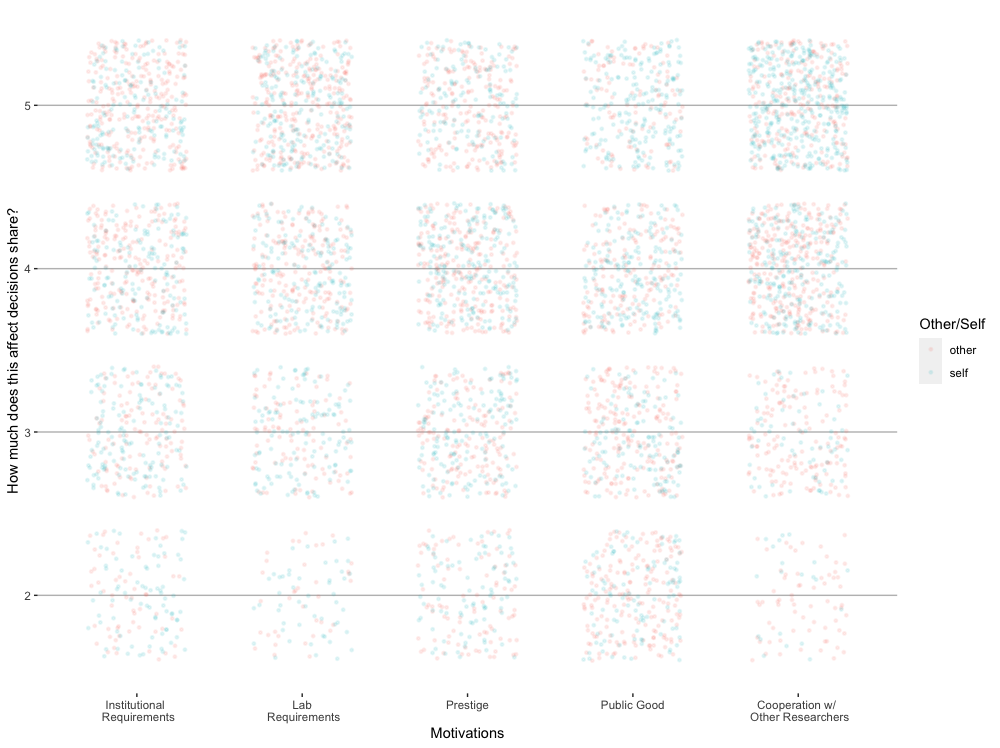 How much does this affect decisions share?
5
4
3
2
Institutional
Requirements
Lab
Requirements
Prestige
Public Good
Cooperation w/
Other Researchers
Motivations
Other/Self
other
self